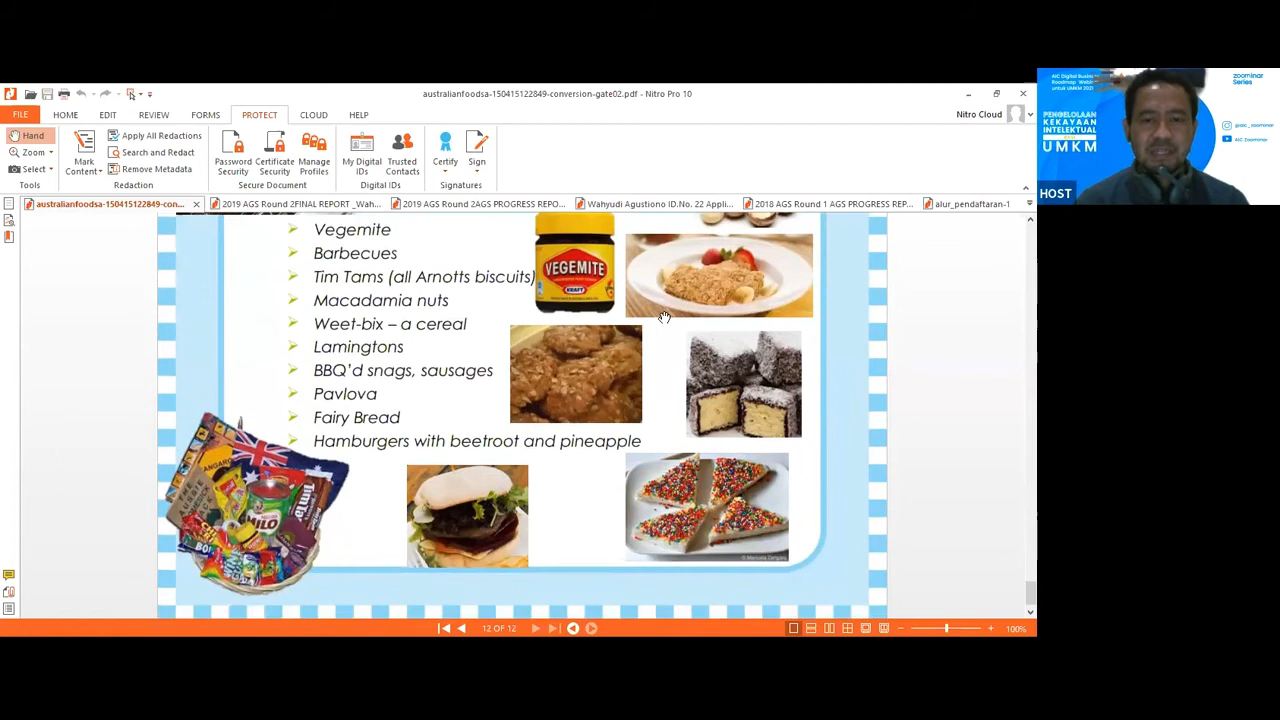 australianfoodsa-150415122849-conversion-gate02.pdf - Nitro Pro 10
FILE HOME EDIT REVIEW FORMS PROTECT CLOUD HELP
Nitro Cloud
Hand
Zoom
Select
Tools
Mark Content
Apply All Redactions
Search and Redact
Remove Metadata
Redaction
Password Security
Certificate Security
Manage Profiles
Secure Document
My Digital IDs
Trusted Contacts
Digital IDs
Certify
Sign
Signatures
australianfoodsa-150415122849-con...
2019 AGS Round 2FINAL REPORT _Wah...
2019 AGS Round 2AGS PROGRESS REPO...
Wahyudi Agustiono ID.No. 22 Appli...
2018 AGS Round 1 AGS PROGRESS REP...
alur_pendaftaran-1
Vegemite
Barbecues
Tim Tams (all Arnotts biscuits)
Macadamia nuts
Weet-bix – a cereal
Lamingtons
BBQ'd snags, sausages
Pavlova
Fairy Bread
Hamburgers with beetroot and pineapple
VEGEMITE
KRAFT
MILO
12 OF 12
100%
AIC Digital Business
Roadmap Webinar
untuk UMKM 2021
PENGELOLAAN
KEKAYAAN
INTELEKTUAL
UMKM
zoominar
Series
@aic_zoominar
AIC Zoominar
HOST